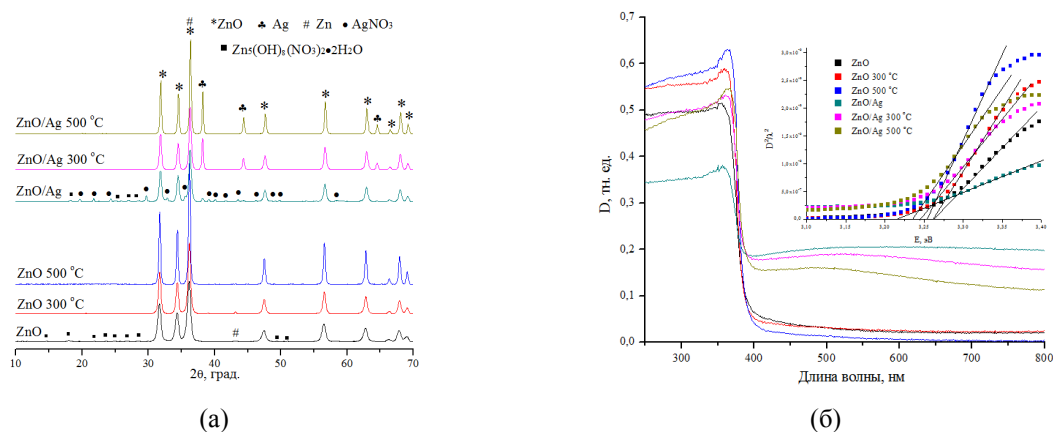 #
*ZnO ♣ Ag # Zn ● AgNO₃
■ Zn₅(OH)₈(NO₃)₂●2H₂O
ZnO/Ag 500 °C
ZnO/Ag 300 °C
ZnO/Ag
ZnO 500 °C
ZnO 300 °C
ZnO
#
10 20 30 40 50 60 70
2θ, град.
(а)
0,7
0,6
0,5
0,4
0,3
0,2
0,1
0,0
D, отн. ед.
300 400 500 600 700 800
Длина волны, нм
ZnO
ZnO 300 °C
ZnO 500 °C
ZnO/Ag
ZnO/Ag 300 °C
ZnO/Ag 500 °C
3,10 3,15 3,20 3,25 3,30 3,35 3,40
E, эВ
(б)